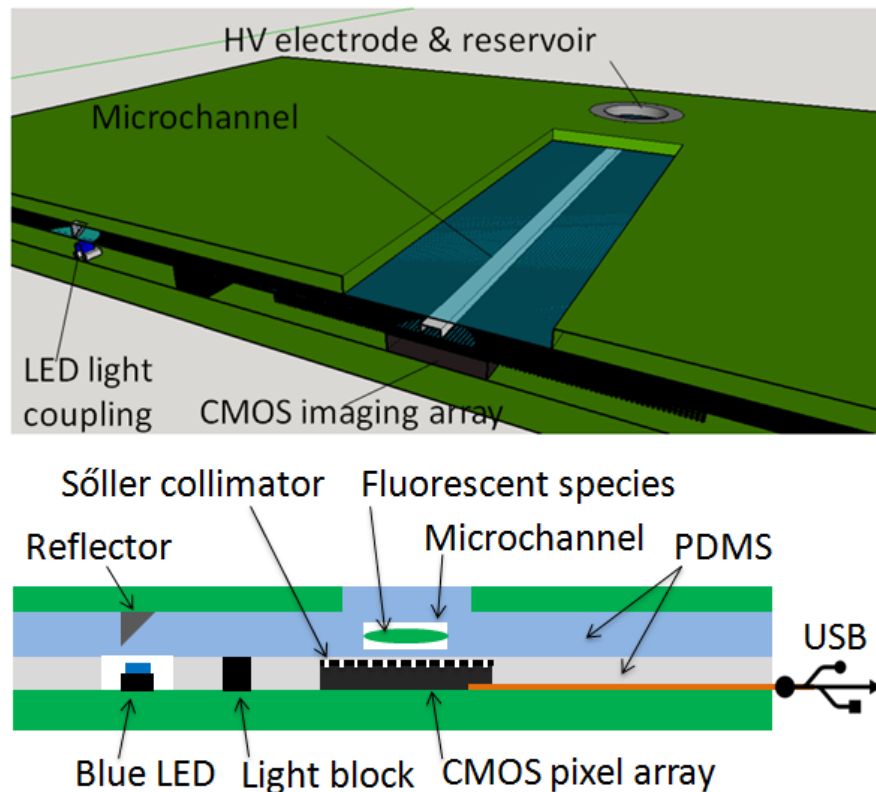 HV electrode & reservoir
Microchannel
LED light
coupling
CMOS imaging array
Sőller collimator
Fluorescent species
Reflector
Microchannel
PDMS
USB
Blue LED
Light block
CMOS pixel array